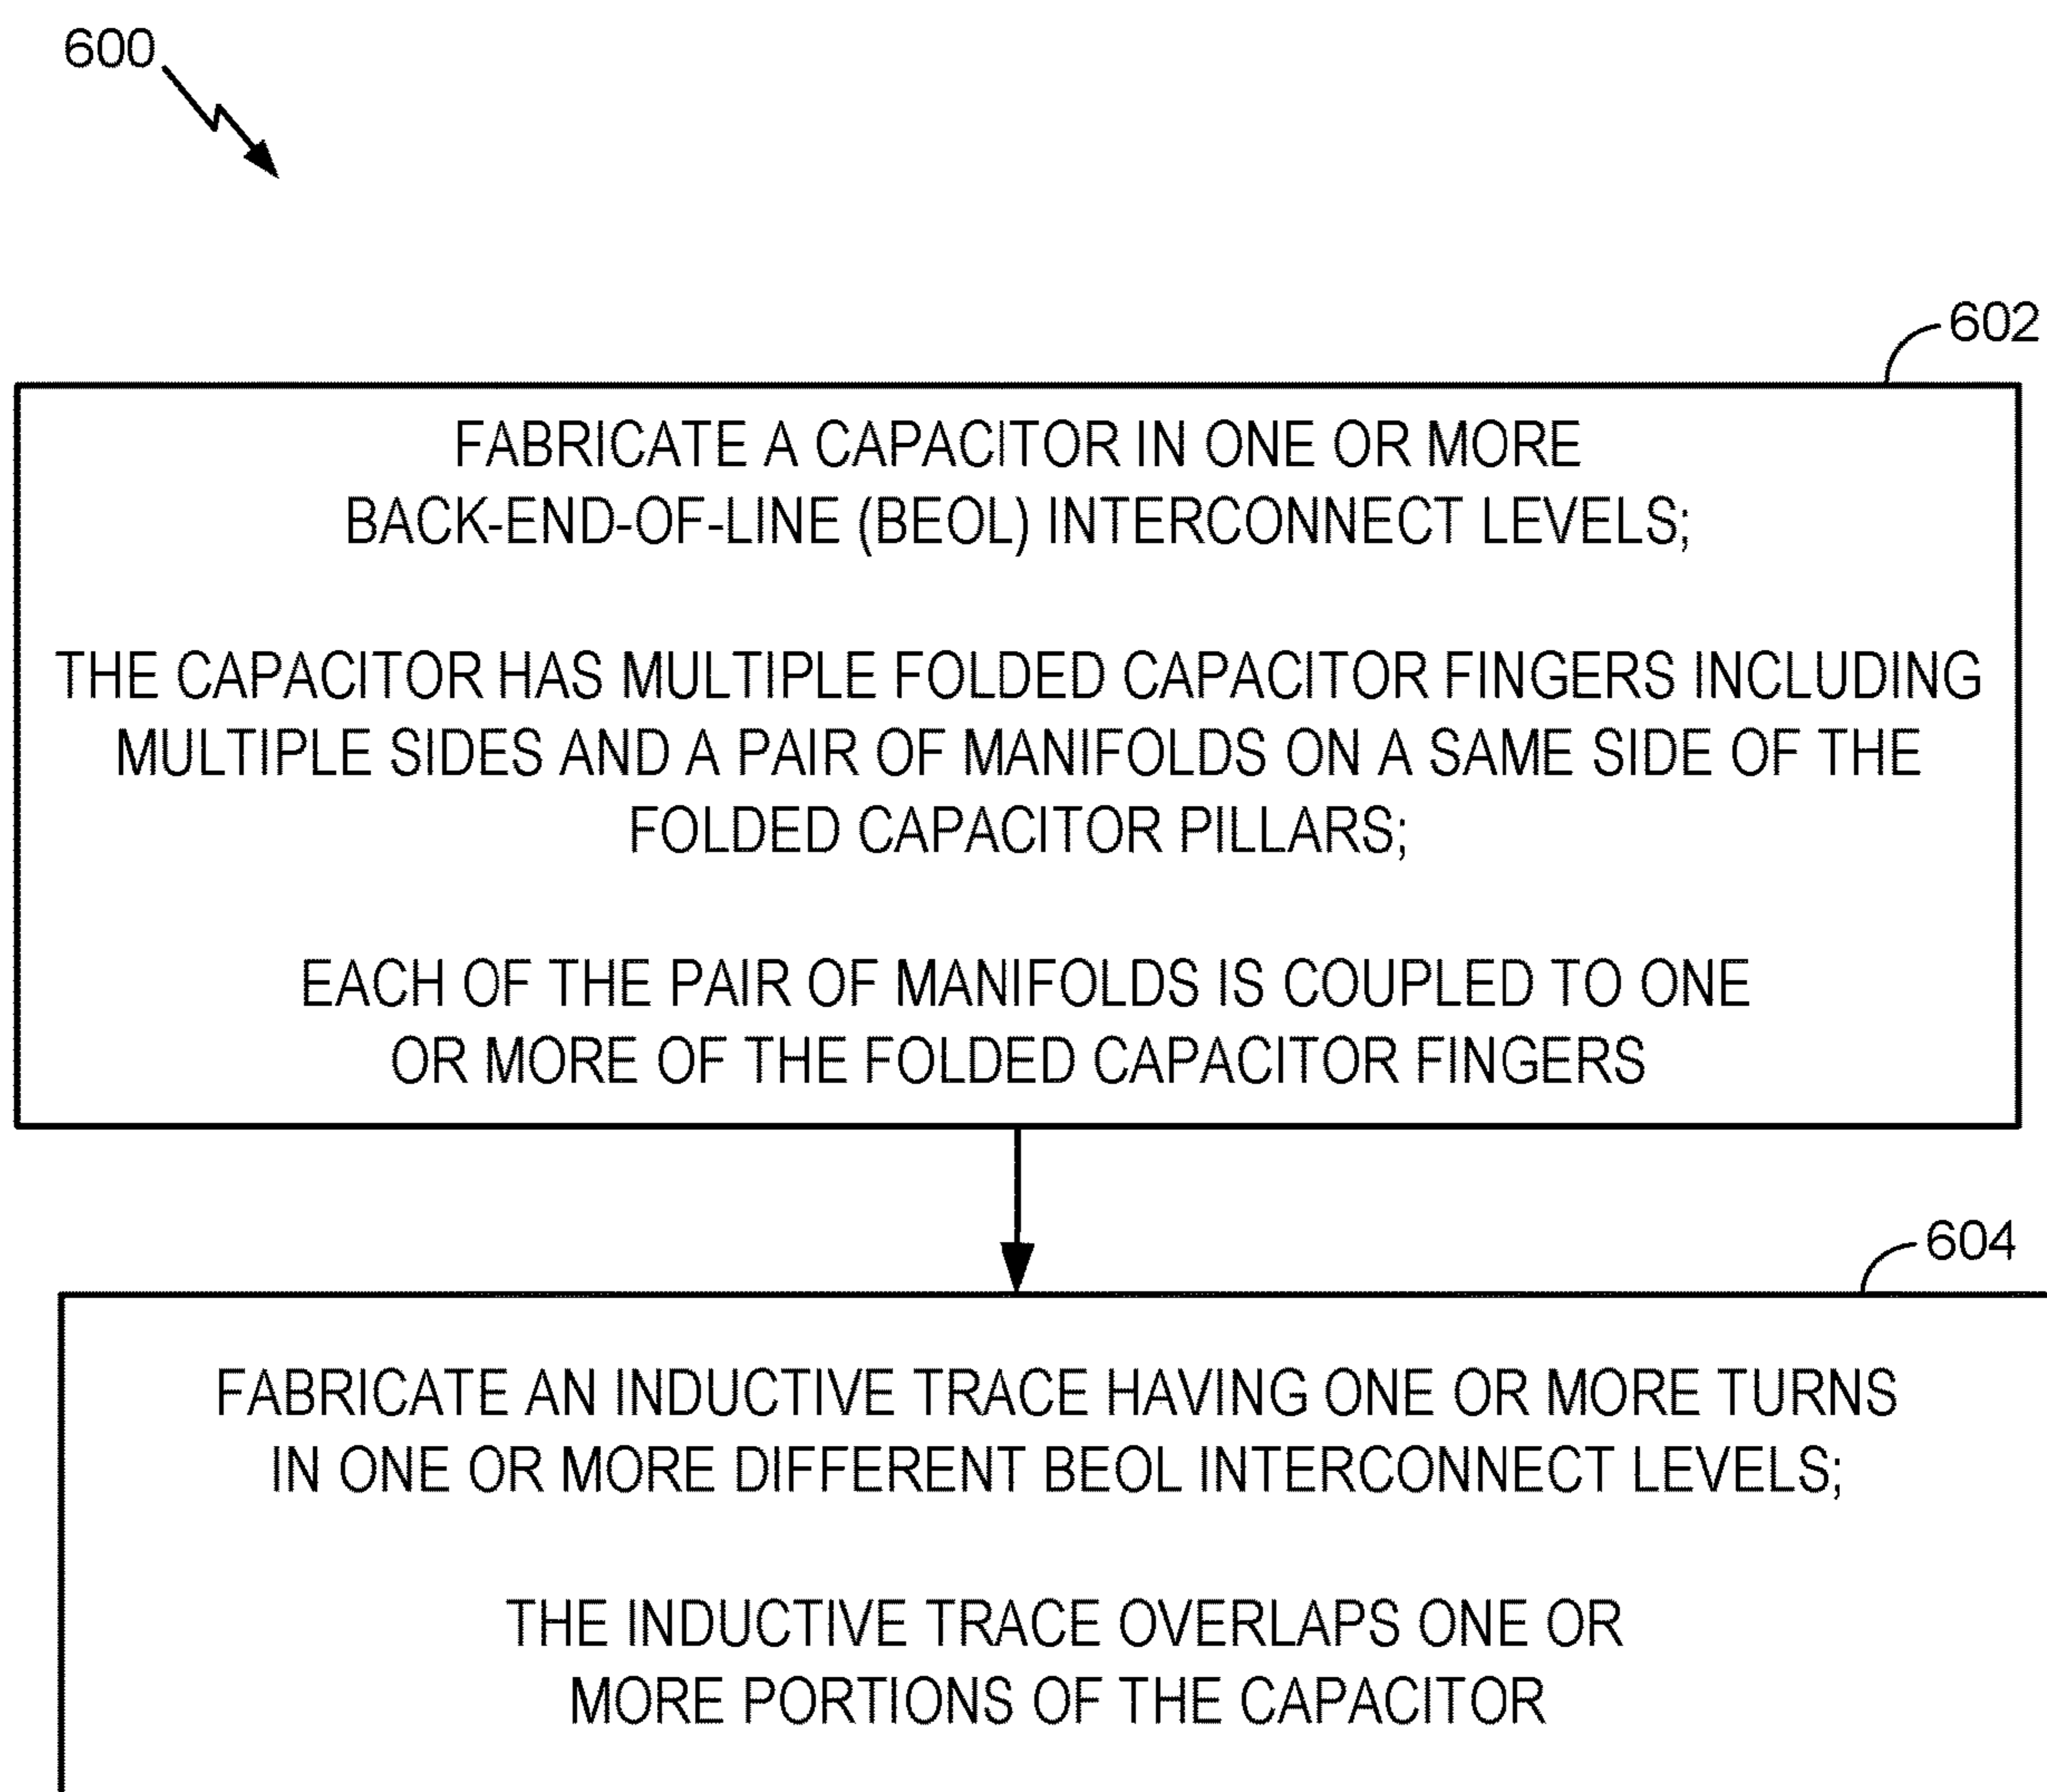 600
602
FABRICATE A CAPACITOR IN ONE OR MORE
BACK-END-OF-LINE (BEOL) INTERCONNECT LEVELS;
THE CAPACITOR HAS MULTIPLE FOLDED CAPACITOR FINGERS INCLUDING
MULTIPLE SIDES AND A PAIR OF MANIFOLDS ON A SAME SIDE OF THE
FOLDED CAPACITOR PILLARS;
EACH OF THE PAIR OF MANIFOLDS IS COUPLED TO ONE
OR MORE OF THE FOLDED CAPACITOR FINGERS
604
FABRICATE AN INDUCTIVE TRACE HAVING ONE OR MORE TURNS
IN ONE OR MORE DIFFERENT BEOL INTERCONNECT LEVELS;
THE INDUCTIVE TRACE OVERLAPS ONE OR
MORE PORTIONS OF THE CAPACITOR